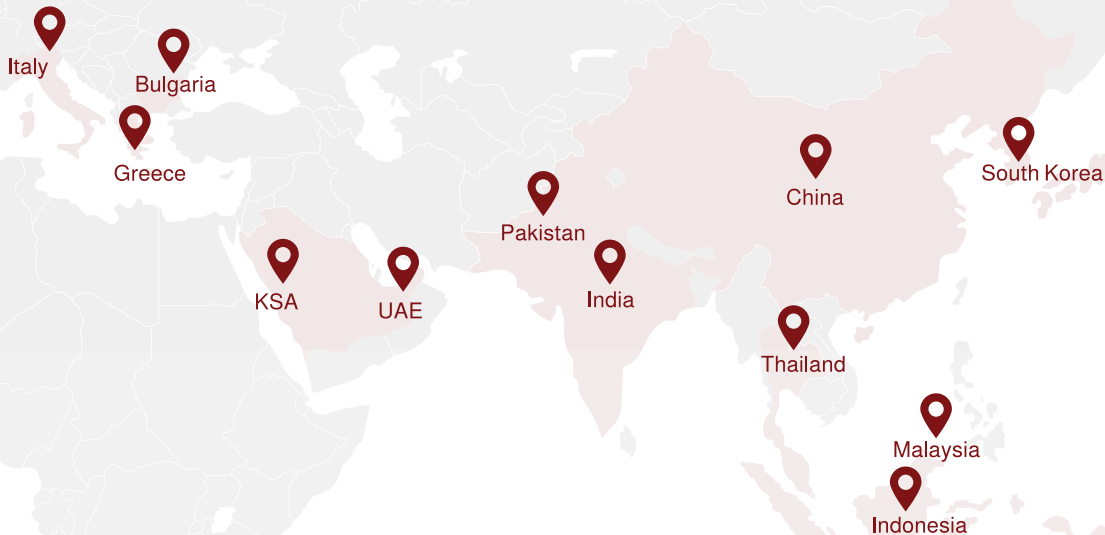 Italy
Bulgaria
Greece
South Korea
China
Pakistan
KSA
UAE
India
Thailand
Malaysia
Indonesia